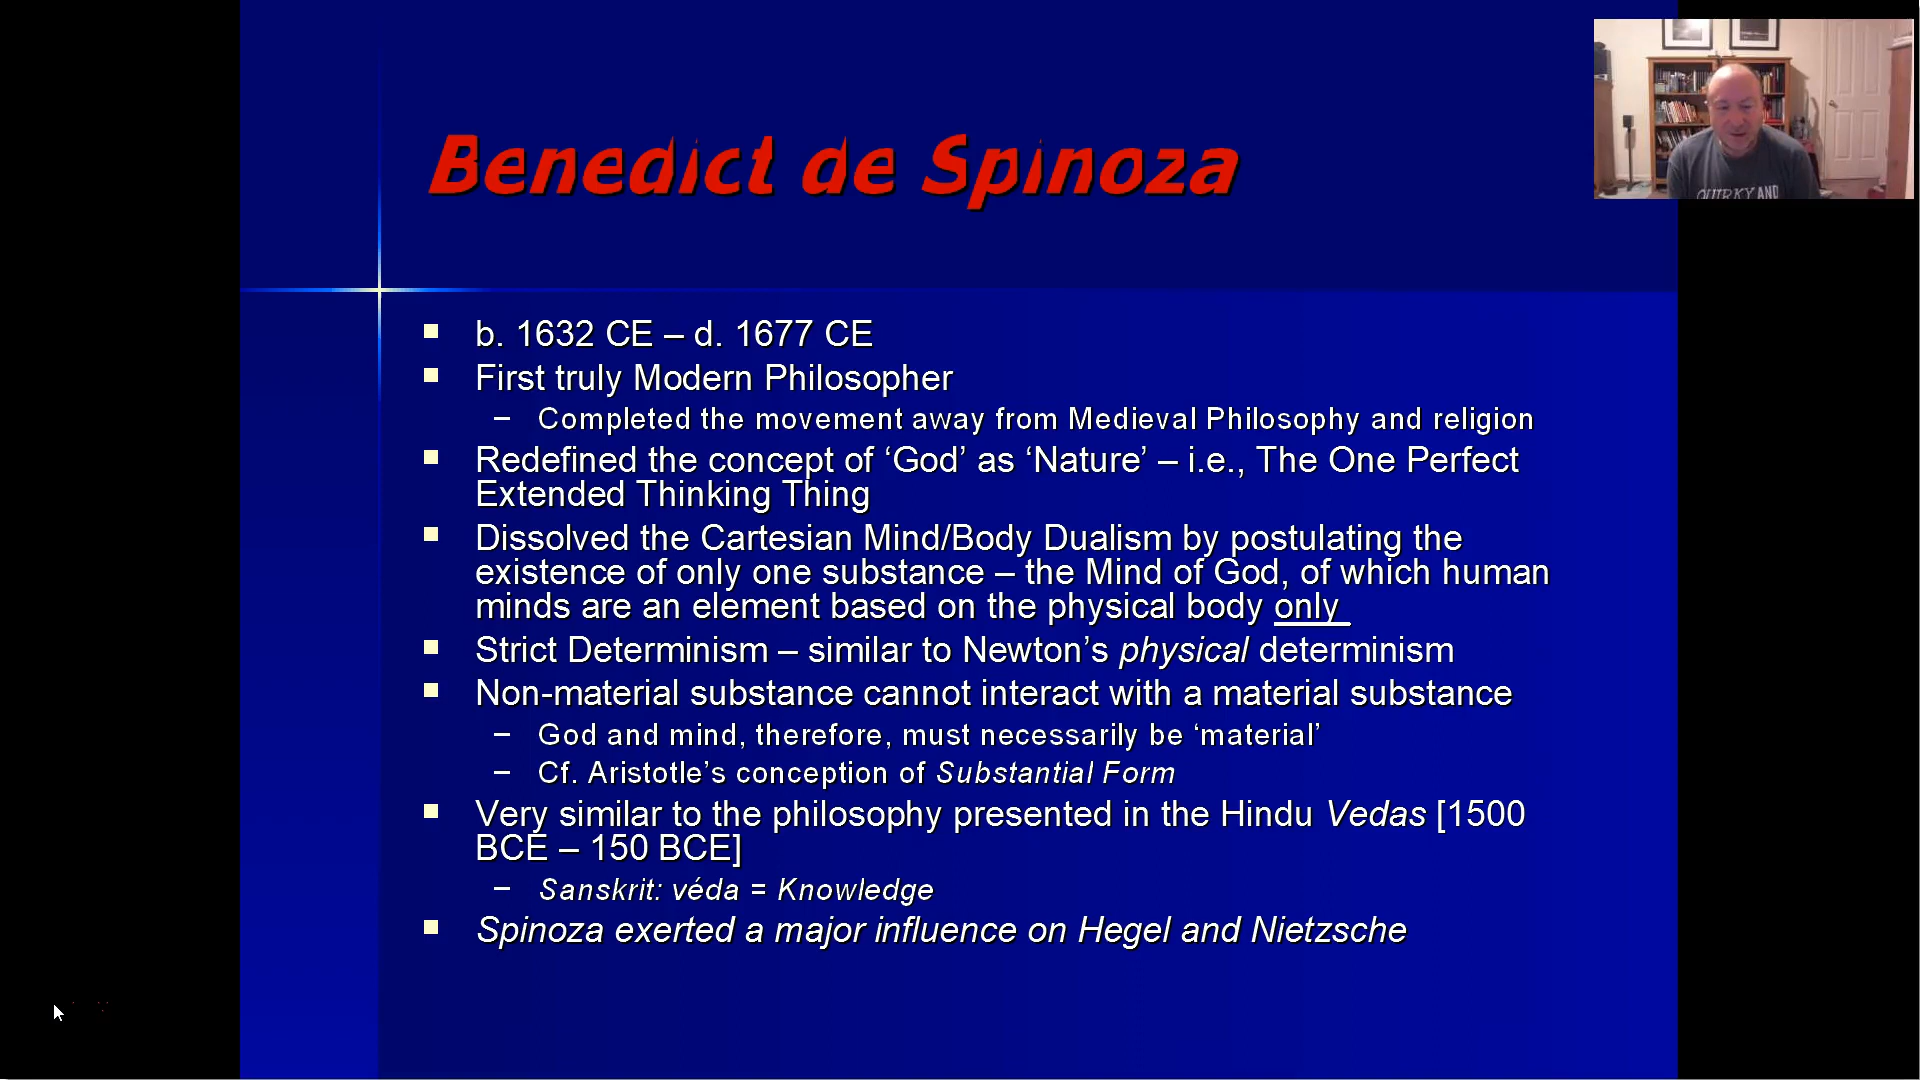 Benedict de Spinoza
QUIRKY AND
b. 1632 CE – d. 1677 CE
First truly Modern Philosopher
– Completed the movement away from Medieval Philosophy and religion
Redefined the concept of ‘God’ as ‘Nature’ – i.e., The One Perfect
Extended Thinking Thing
Dissolved the Cartesian Mind/Body Dualism by postulating the
existence of only one substance – the Mind of God, of which human
minds are an element based on the physical body only
Strict Determinism – similar to Newton’s physical determinism
Non-material substance cannot interact with a material substance
– God and mind, therefore, must necessarily be ‘material’
– Cf. Aristotle’s conception of Substantial Form
Very similar to the philosophy presented in the Hindu Vedas [1500
BCE – 150 BCE]
– Sanskrit: véda = Knowledge
Spinoza exerted a major influence on Hegel and Nietzsche